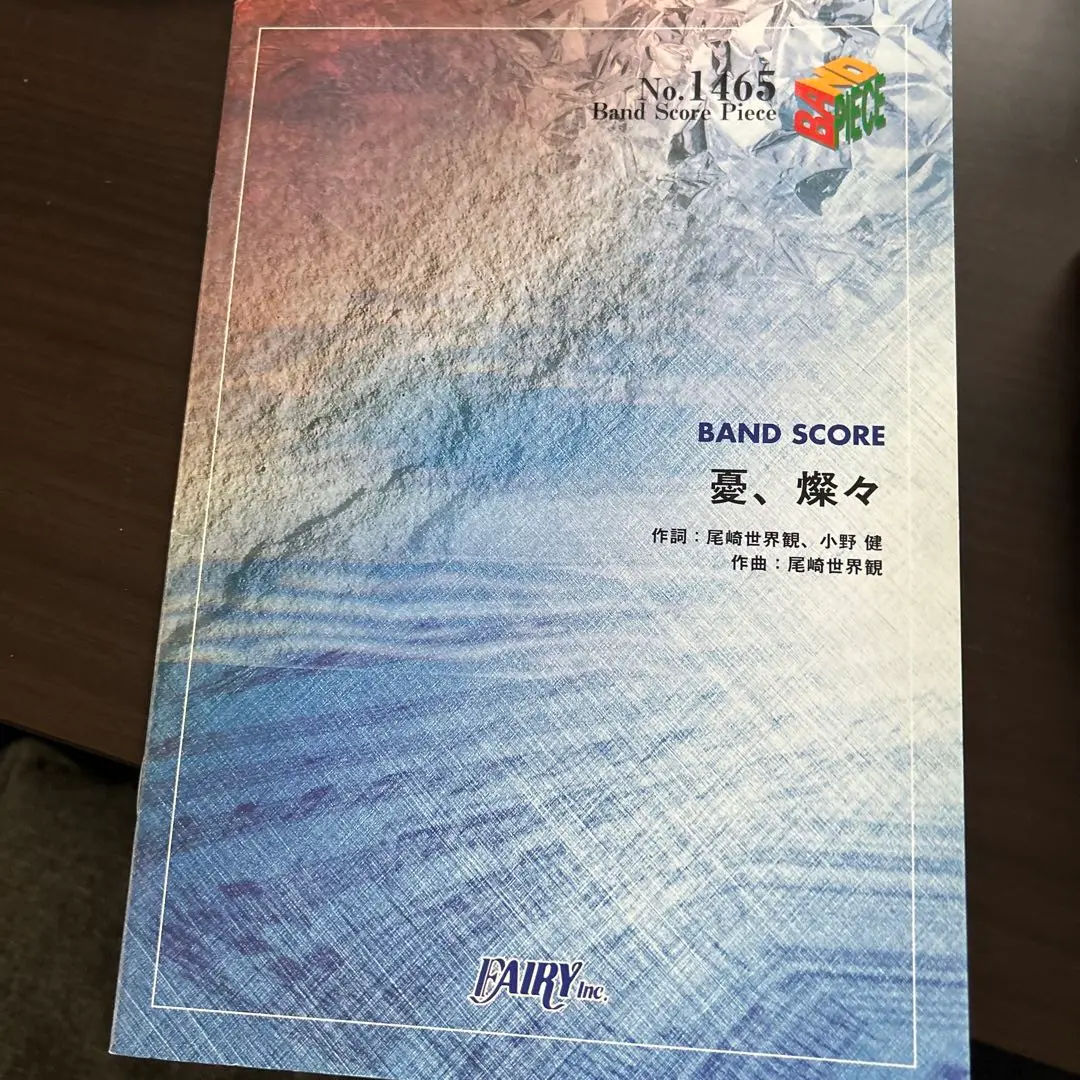 No.1465
Band Score Piece
BAND PIECE
BAND SCORE
憂、燦々
作詞：尾崎世界観、小野 健
作曲：尾崎世界観
FAIRY Inc.